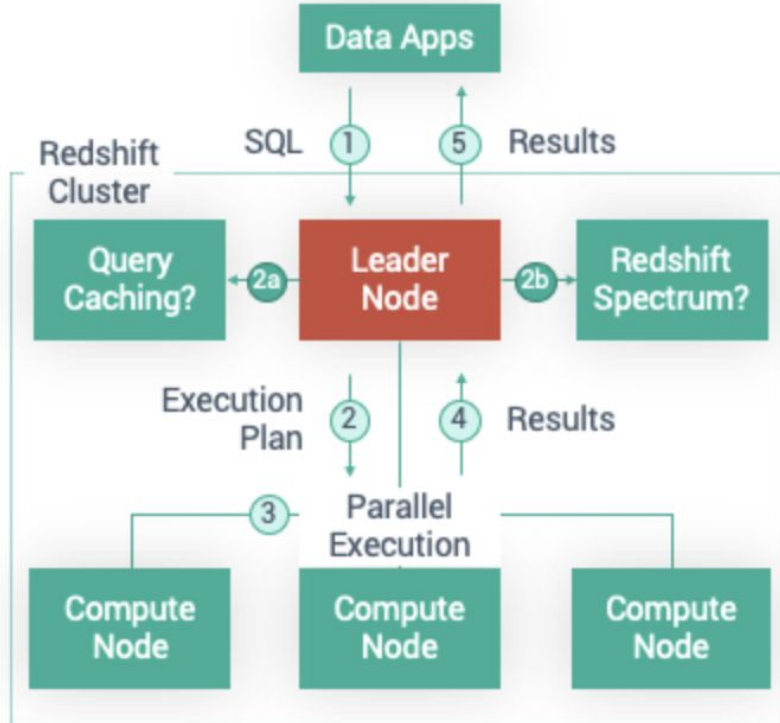 Data Apps
SQL
1
5
Results
Redshift
Cluster
Query
Caching?
2a
Leader
Node
2b
Redshift
Spectrum?
Execution
Plan
2
4
Results
3
Parallel
Execution
Compute
Node
Compute
Node
Compute
Node